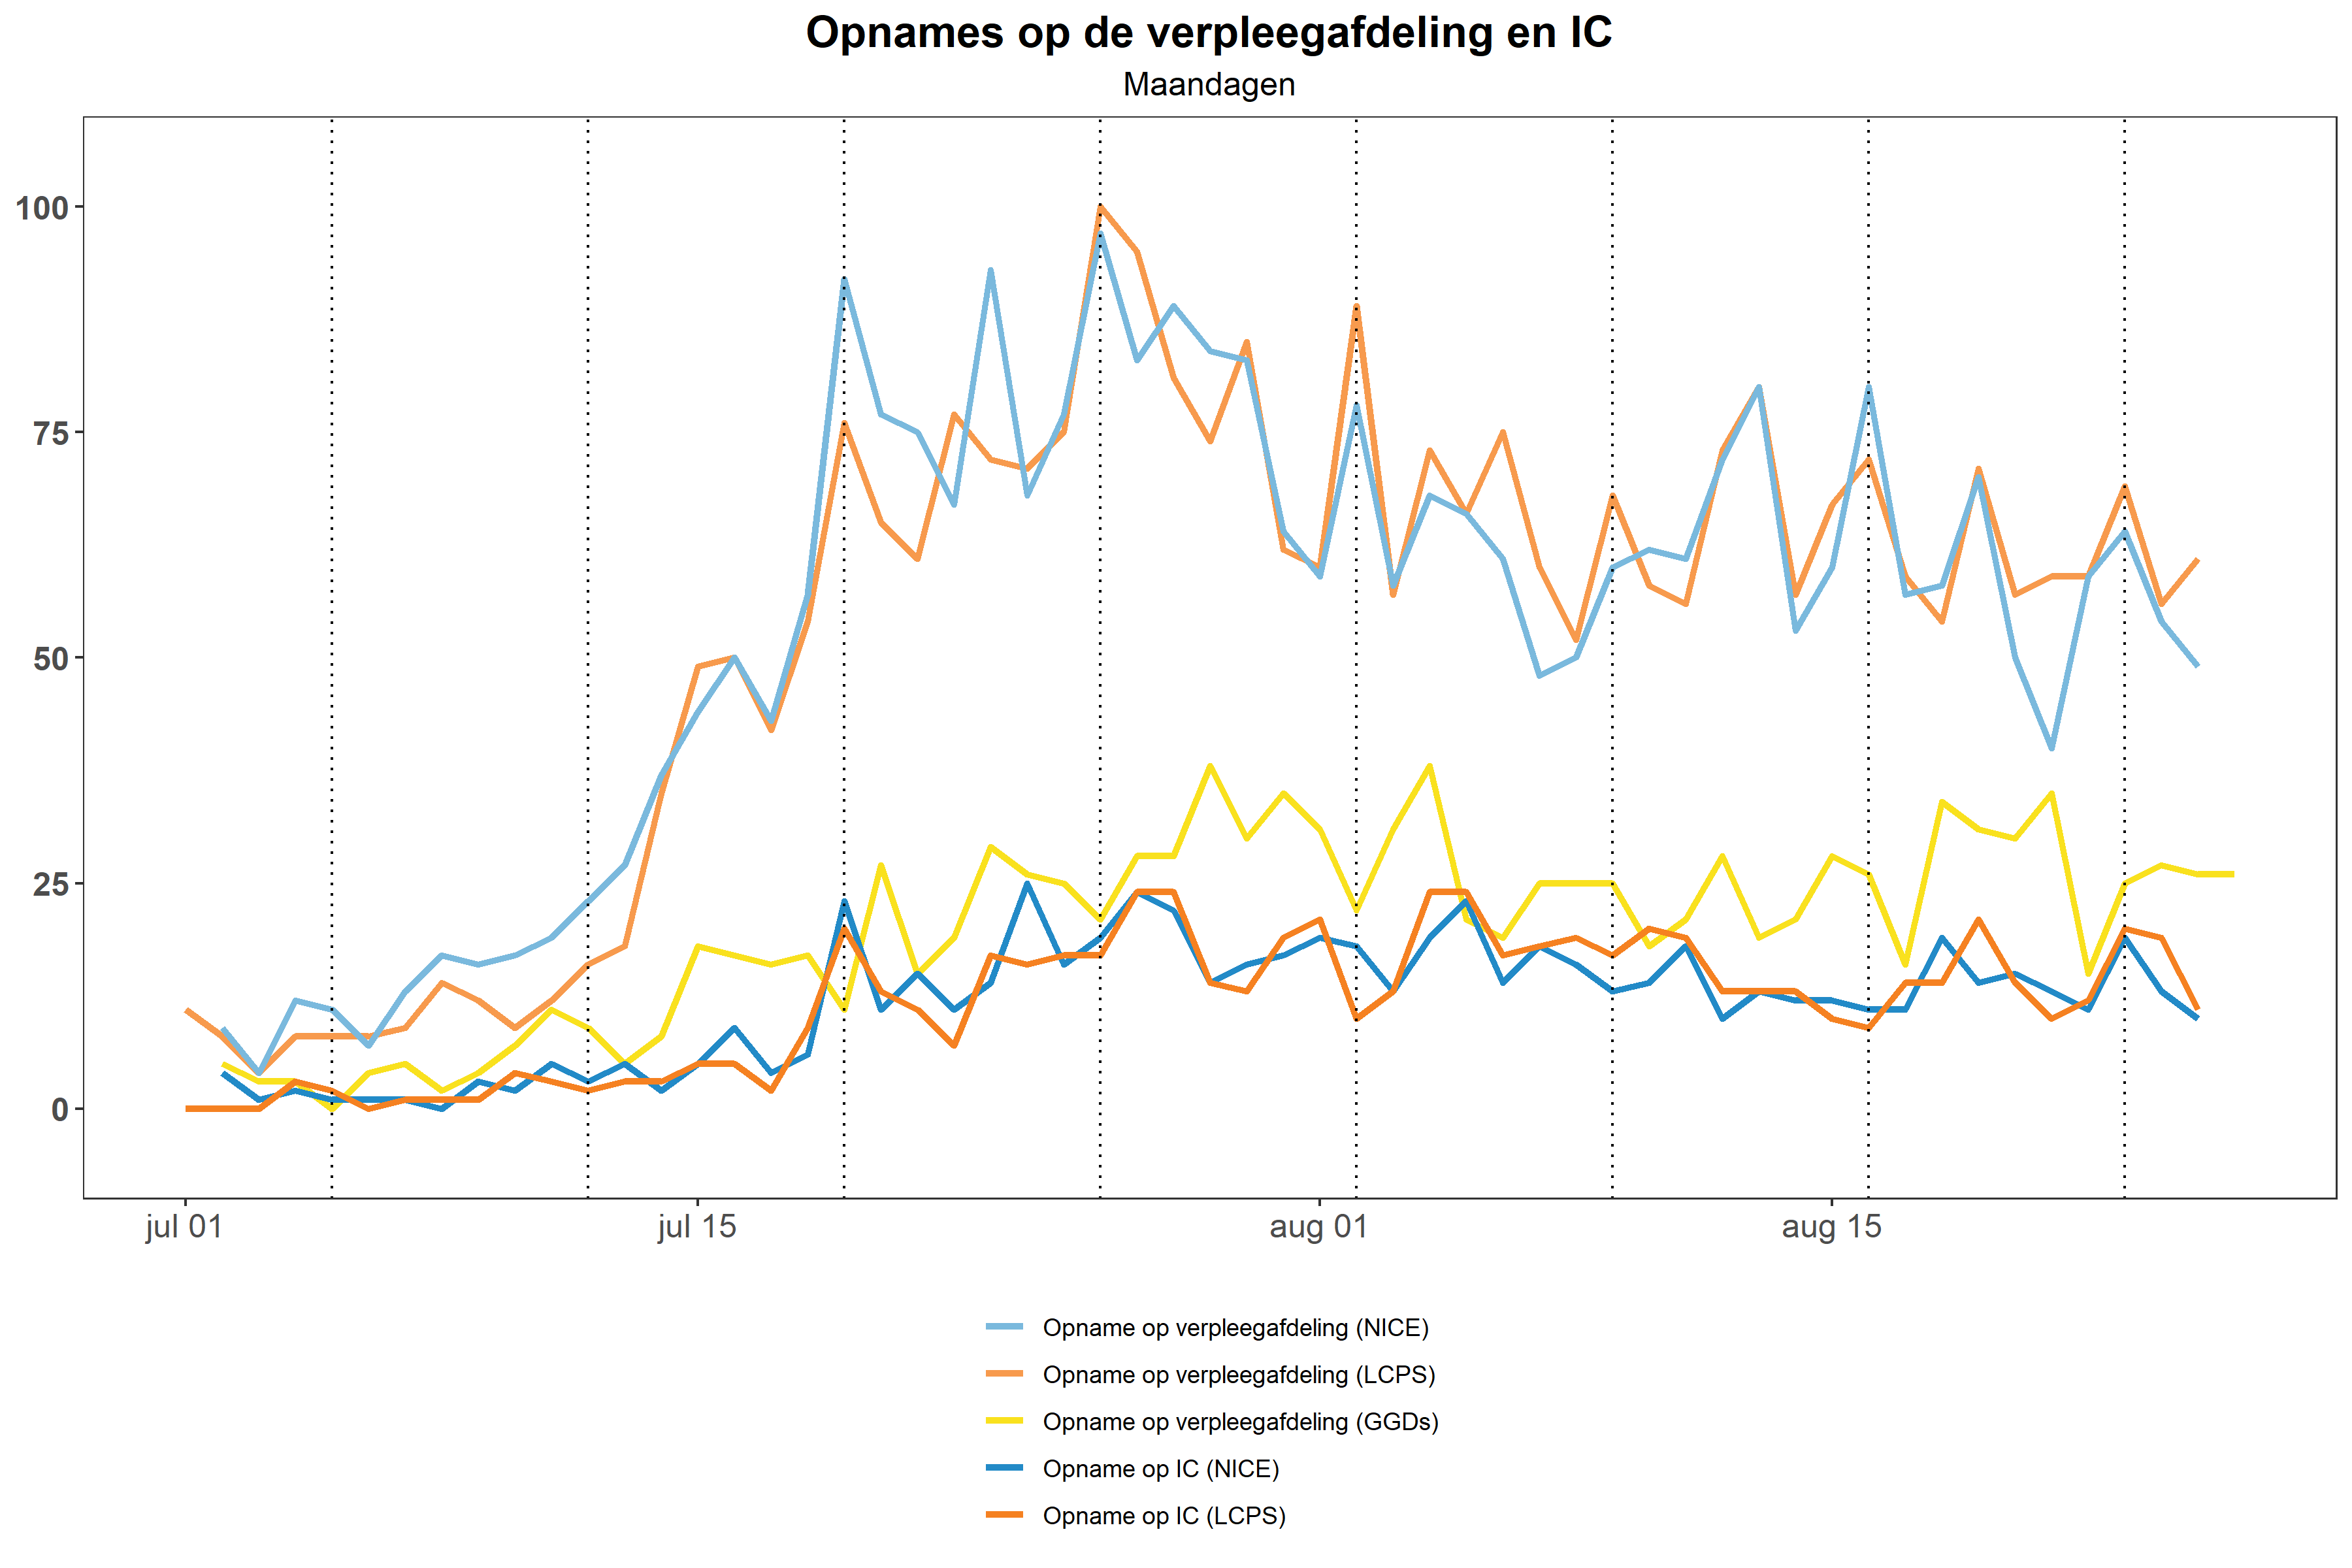 Opnames op de verpleegafdeling en IC
Maandagen
100
75
50
25
0
jul 01 jul 15 aug 01 aug 15
Opname op verpleegafdeling (NICE)
Opname op verpleegafdeling (LCPS)
Opname op verpleegafdeling (GGDs)
Opname op IC (NICE)
Opname op IC (LCPS)